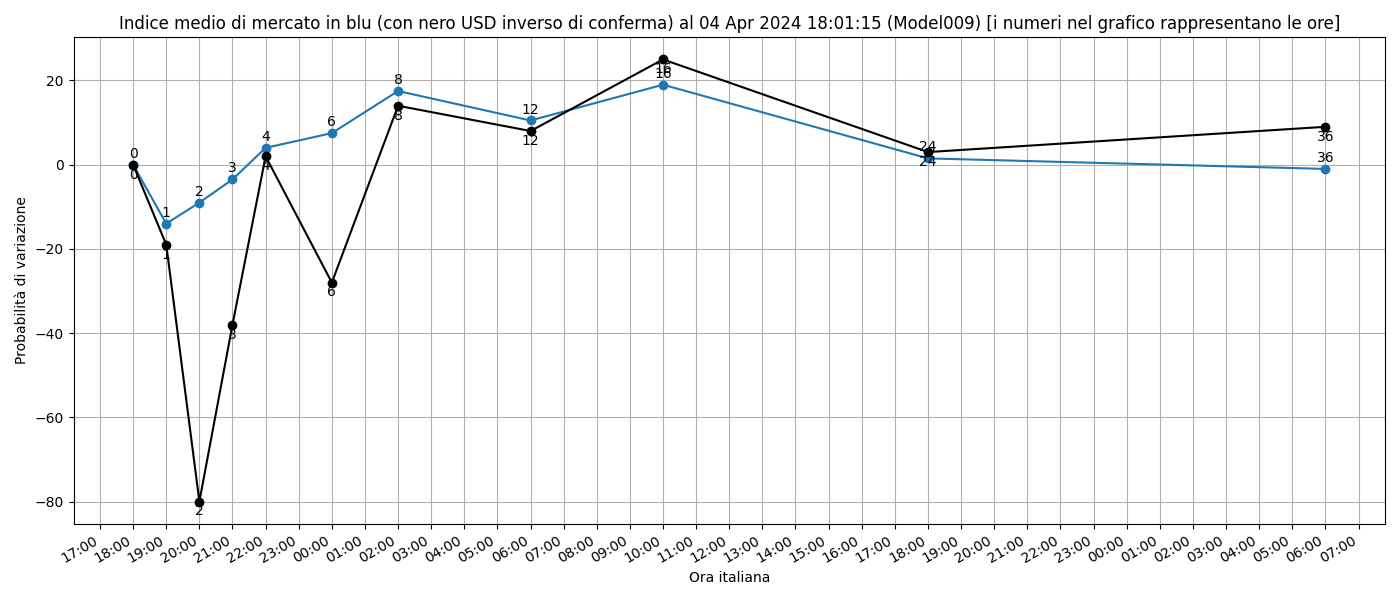 Indice medio di mercato in blu (con nero USD inverso di conferma) al 04 Apr 2024 18:01:15 (Model009) [i numeri nel grafico rappresentano le ore]
Probabilità di variazione
20
0
−20
−40
−60
−80
0 1 2 3 4 6 8 12 16 24 36
0 1 2 3 4 6 8 12 16 24 36
17:00 18:00 19:00 20:00 21:00 22:00 23:00 00:00 01:00 02:00 03:00 04:00 05:00 06:00 07:00 08:00 09:00 10:00 11:00 12:00 13:00 14:00 15:00 16:00 17:00 18:00 19:00 20:00 21:00 22:00 23:00 00:00 01:00 02:00 03:00 04:00 05:00 06:00 07:00
Ora italiana